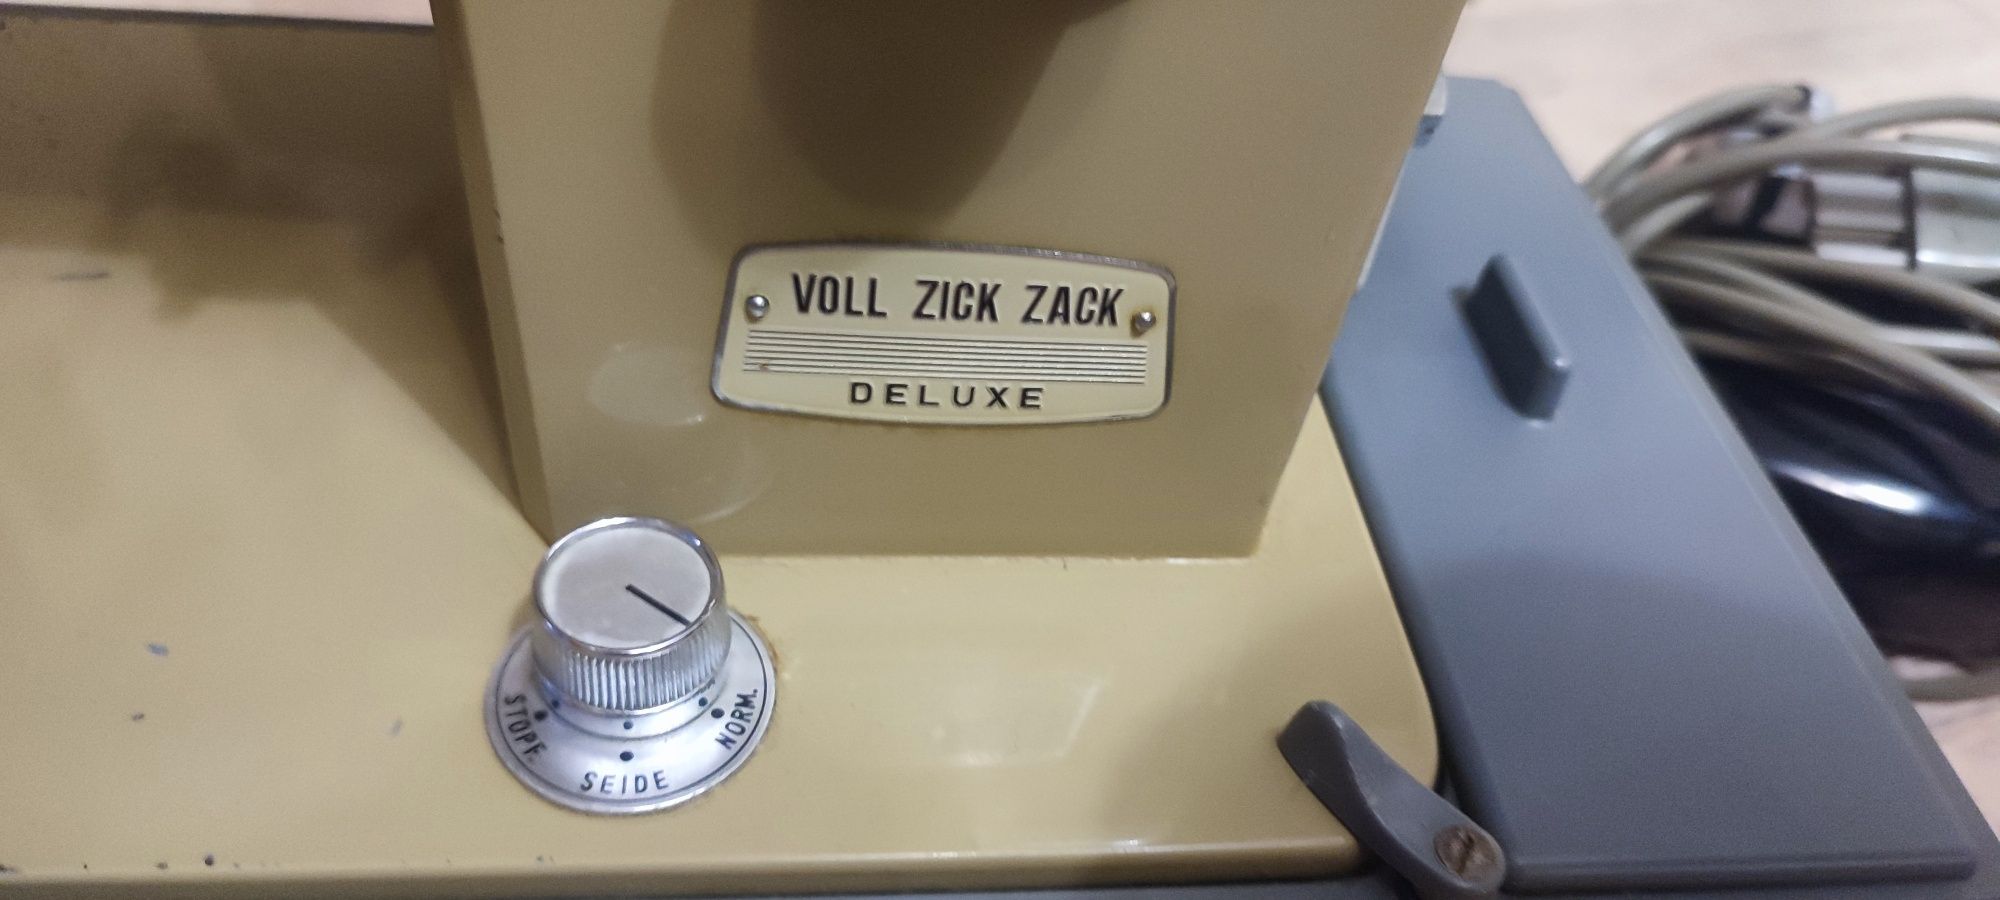 VOLL ZICK ZACK
DELUXE
STOPF.
SEIDE
NORM.